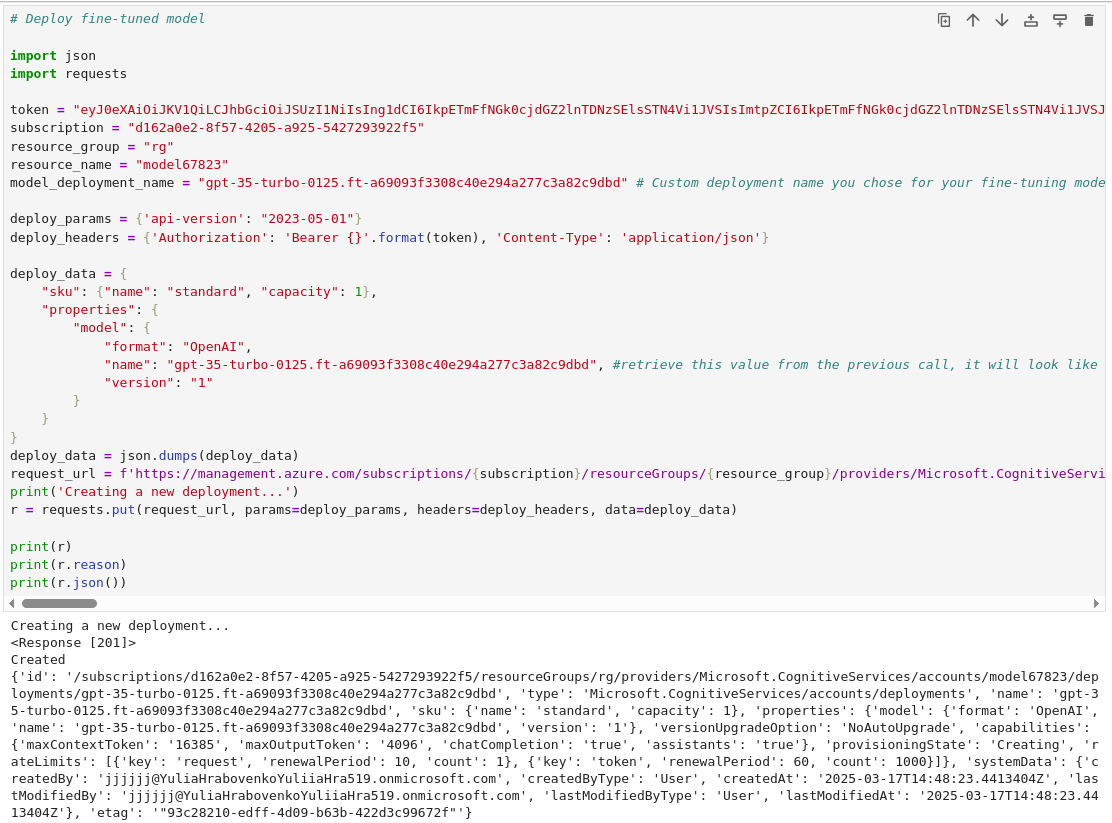 # Deploy fine-tuned model
import json
import requests
token = "eyJ0eXAiOiJKV1QiLCJhbGciOiJSUzI1NiIsIng1dCI6IkpETmFfNGk0cjdGZ2lnTDNzSElsSTN4Vi1JVSIsImtpZCI6IkpETmFfNGk0cjdGZ2lnTDNzSElsSTN4Vi1JVSJ
subscription = "d162a0e2-8f57-4205-a925-5427293922f5"
resource_group = "rg"
resource_name = "model67823"
model_deployment_name = "gpt-35-turbo-0125.ft-a69093f3308c40e294a277c3a82c9dbd" # Custom deployment name you chose for your fine-tuning mode
deploy_params = {'api-version': "2023-05-01"}
deploy_headers = {'Authorization': 'Bearer {}'.format(token), 'Content-Type': 'application/json'}
deploy_data = {
    "sku": {"name": "standard", "capacity": 1},
    "properties": {
        "model": {
            "format": "OpenAI",
            "name": "gpt-35-turbo-0125.ft-a69093f3308c40e294a277c3a82c9dbd", #retrieve this value from the previous call, it will look like
            "version": "1"
        }
    }
}
deploy_data = json.dumps(deploy_data)
request_url = f'https://management.azure.com/subscriptions/{subscription}/resourceGroups/{resource_group}/providers/Microsoft.CognitiveServi
print('Creating a new deployment...')
r = requests.put(request_url, params=deploy_params, headers=deploy_headers, data=deploy_data)
print(r)
print(r.reason)
print(r.json())
Creating a new deployment...
<Response [201]>
Created
{'id': '/subscriptions/d162a0e2-8f57-4205-a925-5427293922f5/resourceGroups/rg/providers/Microsoft.CognitiveServices/accounts/model67823/dep
loyments/gpt-35-turbo-0125.ft-a69093f3308c40e294a277c3a82c9dbd', 'type': 'Microsoft.CognitiveServices/accounts/deployments', 'name': 'gpt-3
5-turbo-0125.ft-a69093f3308c40e294a277c3a82c9dbd', 'sku': {'name': 'standard', 'capacity': 1}, 'properties': {'model': {'format': 'OpenAI',
'name': 'gpt-35-turbo-0125.ft-a69093f3308c40e294a277c3a82c9dbd', 'version': '1'}, 'versionUpgradeOption': 'NoAutoUpgrade', 'capabilities':
{'maxContextToken': '16385', 'maxOutputToken': '4096', 'chatCompletion': 'true', 'assistants': 'true'}, 'provisioningState': 'Creating', 'r
ateLimits': [{'key': 'request', 'renewalPeriod': 10, 'count': 1}, {'key': 'token', 'renewalPeriod': 60, 'count': 1000}]}, 'systemData': {'c
reatedBy': 'jjjjjj@YuliaHrabovenkoYuliiaHra519.onmicrosoft.com', 'createdByType': 'User', 'createdAt': '2025-03-17T14:48:23.4413404Z', 'las
tModifiedBy': 'jjjjjj@YuliaHrabovenkoYuliiaHra519.onmicrosoft.com', 'lastModifiedByType': 'User', 'lastModifiedAt': '2025-03-17T14:48:23.44
13404Z'}, 'etag': '"93c28210-edff-4d09-b63b-422d3c99672f"'}